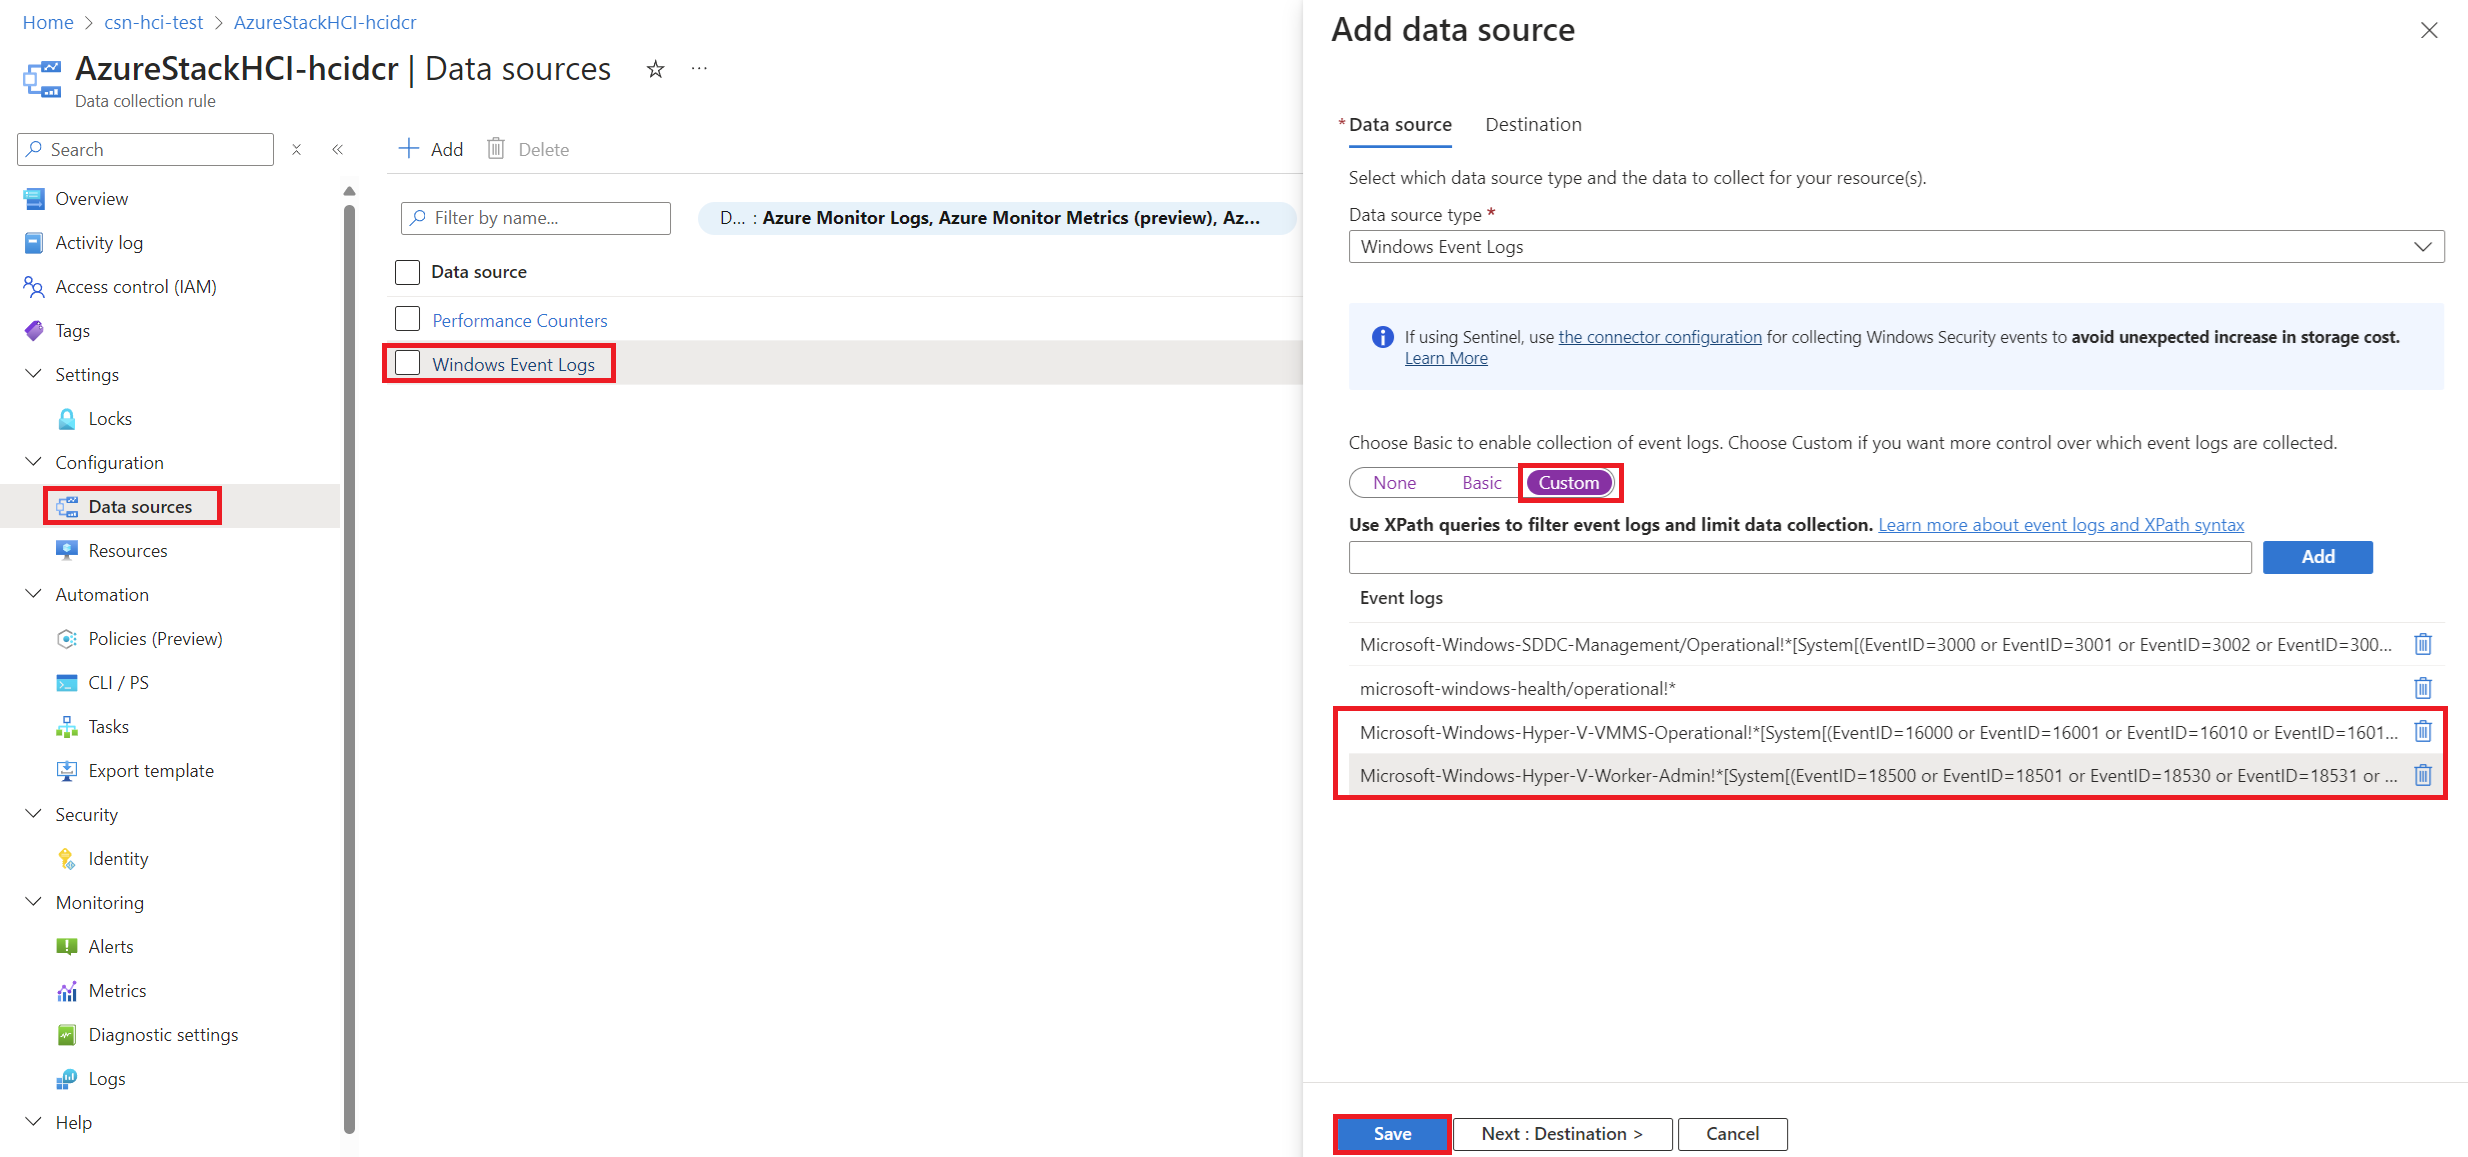 Home > csn-hci-test > AzureStackHCI-hcidcr
AzureStackHCI-hcidcr | Data sources
Data collection rule
Search
Overview
Activity log
Access control (IAM)
Tags
Settings
Locks
Configuration
Data sources
Resources
Automation
Policies (Preview)
CLI / PS
Tasks
Export template
Security
Identity
Monitoring
Alerts
Metrics
Diagnostic settings
Logs
Help
Add Delete
Filter by name... D... : Azure Monitor Logs, Azure Monitor Metrics (preview), Az...
Data source
Performance Counters
Windows Event Logs
Add data source
* Data source Destination
Select which data source type and the data to collect for your resource(s).
Data source type *
Windows Event Logs
If using Sentinel, use the connector configuration for collecting Windows Security events to avoid unexpected increase in storage cost.
Learn More
Choose Basic to enable collection of event logs. Choose Custom if you want more control over which event logs are collected.
None Basic Custom
Use XPath queries to filter event logs and limit data collection. Learn more about event logs and XPath syntax
Add
Event logs
Microsoft-Windows-SDDC-Management/Operational!*[System[(EventID=3000 or EventID=3001 or EventID=3002 or EventID=300...
microsoft-windows-health/operational!*
Microsoft-Windows-Hyper-V-VMMS-Operational!*[System[(EventID=16000 or EventID=16001 or EventID=16010 or EventID=1601...
Microsoft-Windows-Hyper-V-Worker-Admin!*[System[(EventID=18500 or EventID=18501 or EventID=18530 or EventID=18531 or ...
Save Next : Destination > Cancel